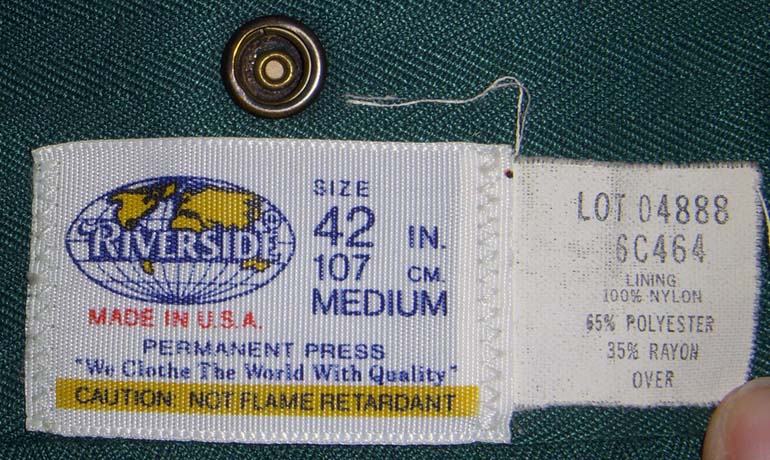 RIVERSIDE ®
MADE IN U.S.A.
SIZE
42 IN.
107 CM.
MEDIUM
PERMANENT PRESS
"We Clothe The World With Quality"
CAUTION: NOT FLAME RETARDANT
LOT 04888
6C464
LINING
100% NYLON
65% POLYESTER
35% RAYON
OVER